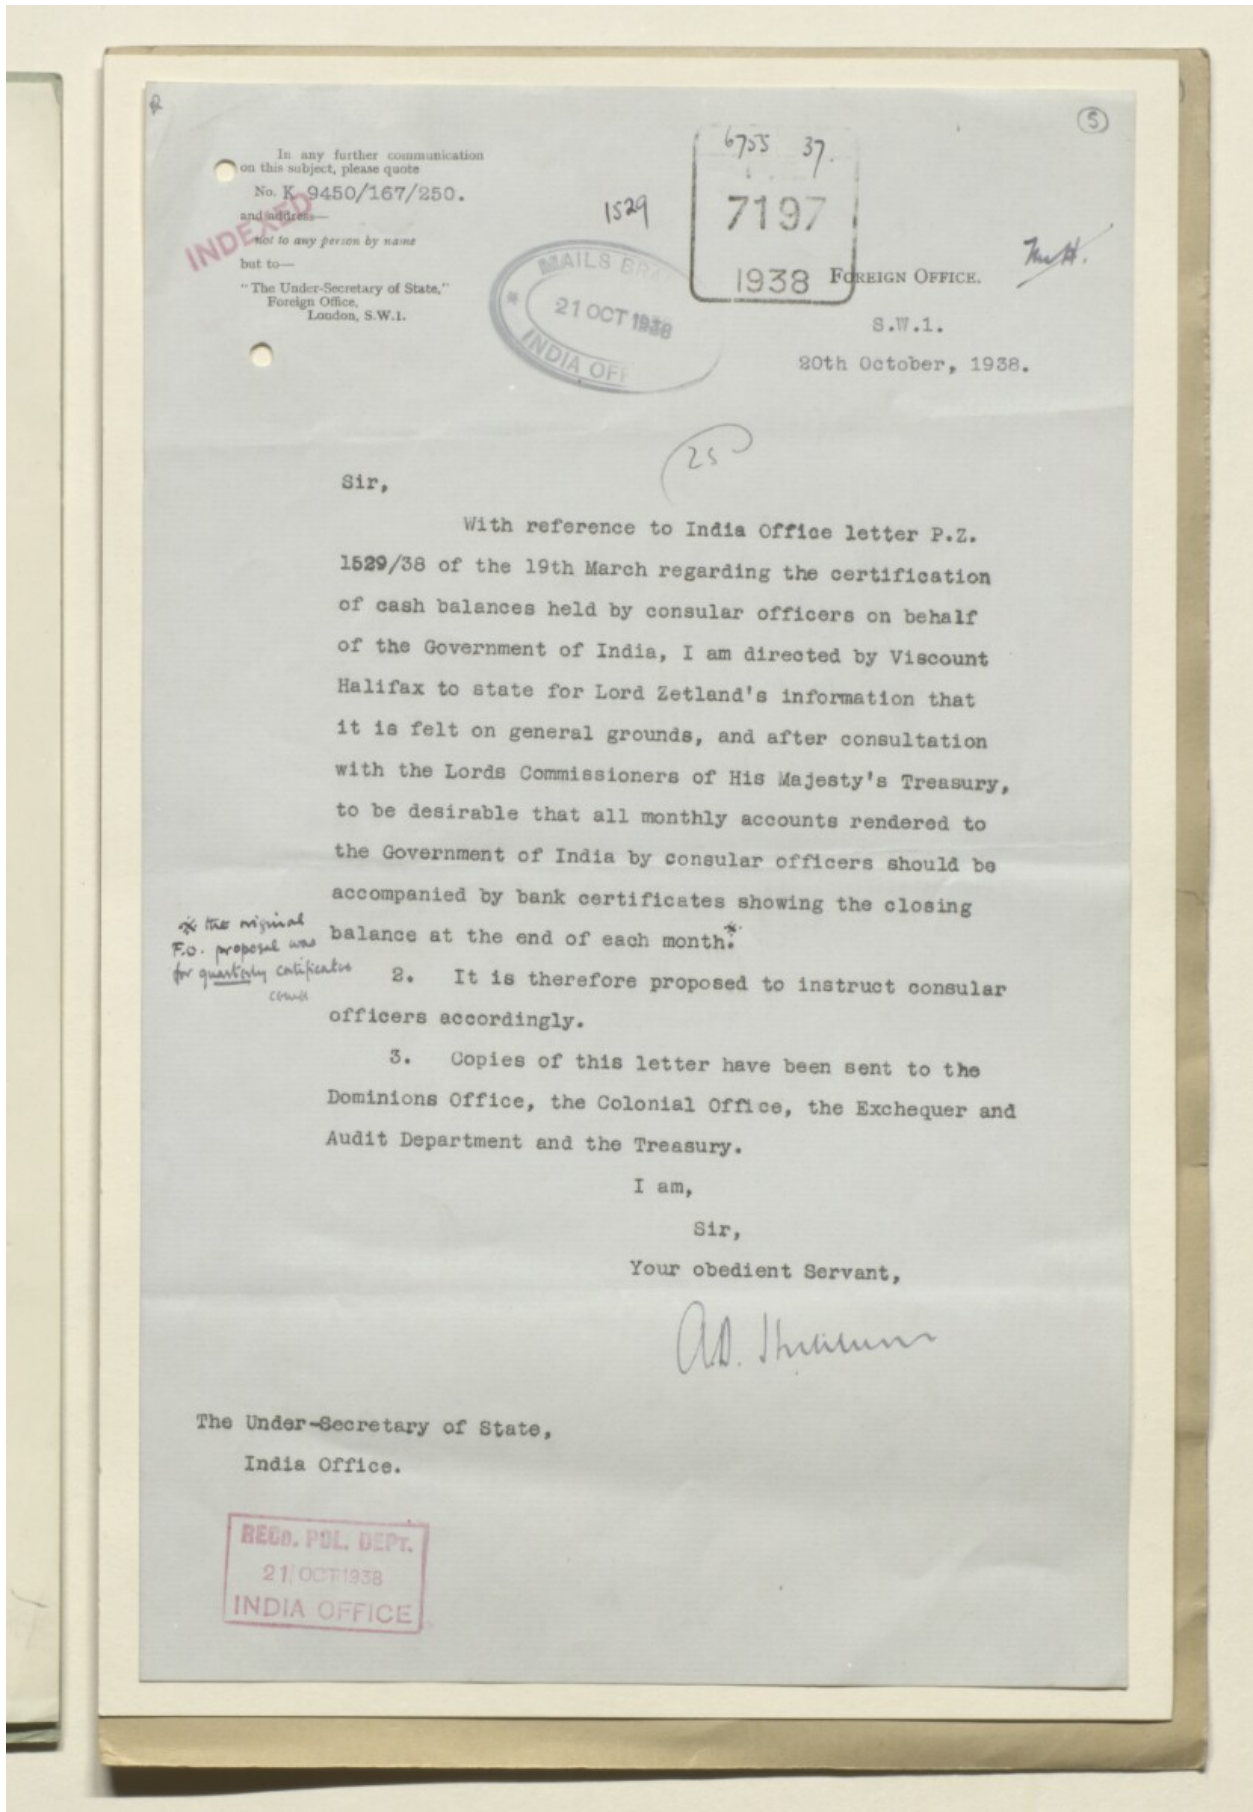 5
6755 37.
In any further communication
on this subject, please quote
No. K 9450/167/250.
and address—
not to any person by name
but to—
"The Under-Secretary of State,"
Foreign Office,
London, S.W.1.
INDEXED
1529
7197
1938
MAILS BRA
21 OCT 1938
INDIA OFF
FOREIGN OFFICE.
S.W.1.
20th October, 1938.
25
Sir,
With reference to India Office letter P.Z.
1529/38 of the 19th March regarding the certification
of cash balances held by consular officers on behalf
of the Government of India, I am directed by Viscount
Halifax to state for Lord Zetland's information that
it is felt on general grounds, and after consultation
with the Lords Commissioners of His Majesty's Treasury,
to be desirable that all monthly accounts rendered to
the Government of India by consular officers should be
accompanied by bank certificates showing the closing
balance at the end of each month.*
* the original
F.O. proposal was
for quarterly certificates
2. It is therefore proposed to instruct consular
officers accordingly.
3. Copies of this letter have been sent to the
Dominions Office, the Colonial Office, the Exchequer and
Audit Department and the Treasury.
I am,
Sir,
Your obedient Servant,
The Under-Secretary of State,
India Office.
RECD. POL. DEPT.
21 OCT 1938
INDIA OFFICE